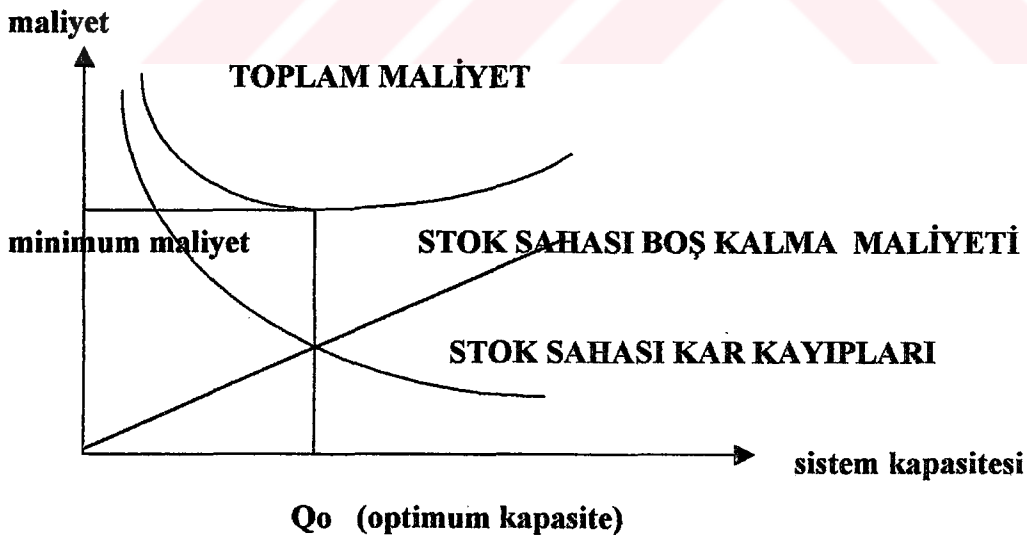 maliyet
TOPLAM MALİYET
minimum maliyet
STOK SAHASI BOŞ KALMA MALİYETİ
STOK SAHASI KAR KAYIPLARI
sistem kapasitesi
Qo (optimum kapasite)